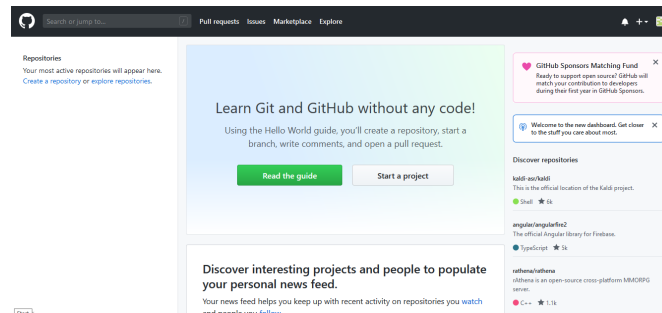 Search or jump to... /
Pull requests Issues Marketplace Explore
Repositories
Your most active repositories will appear here.
Create a repository or explore repositories.
Learn Git and GitHub without any code!
Using the Hello World guide, you'll create a repository, start a
branch, write comments, and open a pull request.
Read the guide Start a project
Discover interesting projects and people to populate
your personal news feed.
Your news feed helps you keep up with recent activity on repositories you watch
and people you follow.
GitHub Sponsors Matching Fund
Ready to support open source? GitHub will
match your contribution to developers
during their first year in GitHub Sponsors.
Welcome to the new dashboard. Get closer
to the stuff you care about most.
Discover repositories
kaldi-asr/kaldi
This is the official location of the Kaldi project.
Shell 6k
angular/angularfire2
The official Angular library for Firebase.
TypeScript 5k
rathena/rathena
rAthena is an open-source cross-platform MMORPG
server.
C++ 1.1k